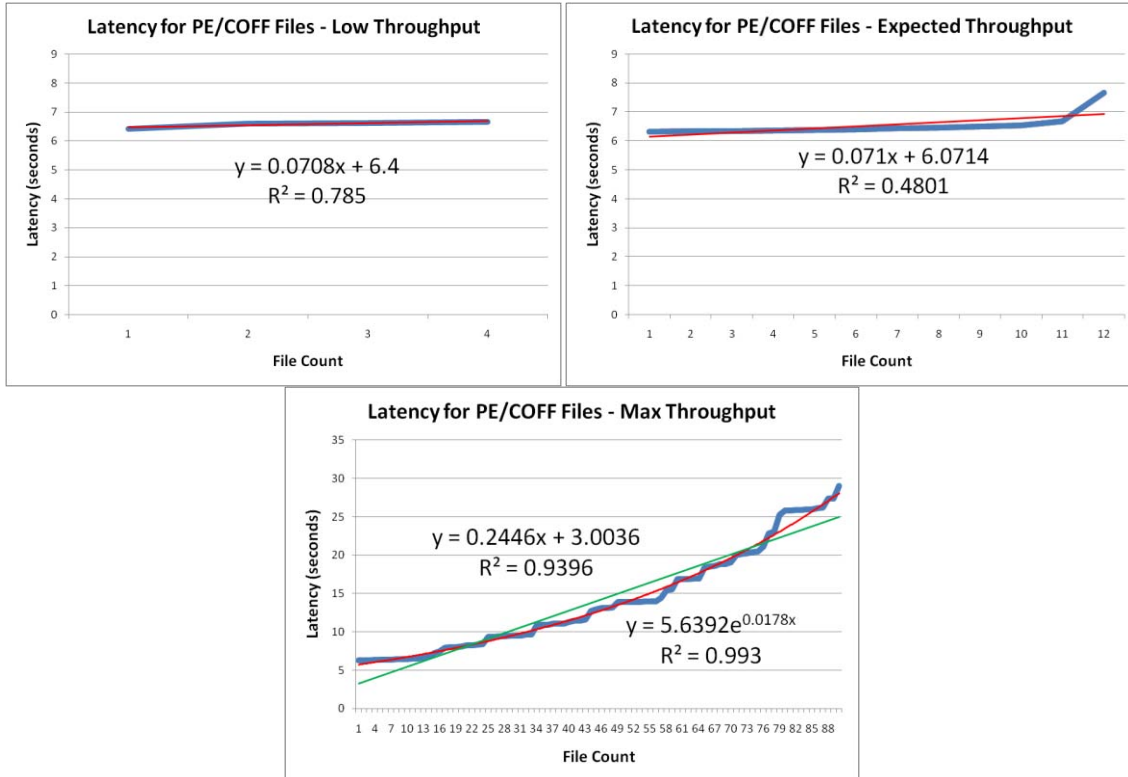 Latency for PE/COFF Files - Low Throughput
9
8
7
6
5
4
3
2
1
0
Latency (seconds)
y = 0.0708x + 6.4
R² = 0.785
1 2 3 4
File Count
Latency for PE/COFF Files - Expected Throughput
9
8
7
6
5
4
3
2
1
0
Latency (seconds)
y = 0.071x + 6.0714
R² = 0.4801
1 2 3 4 5 6 7 8 9 10 11 12
File Count
Latency for PE/COFF Files - Max Throughput
35
30
25
20
15
10
5
0
Latency (seconds)
y = 0.2446x + 3.0036
R² = 0.9396
y = 5.6392e^0.0178x
R² = 0.993
1 4 7 10 13 16 19 22 25 28 31 34 37 40 43 46 49 52 55 58 61 64 67 70 73 76 79 82 85 88
File Count